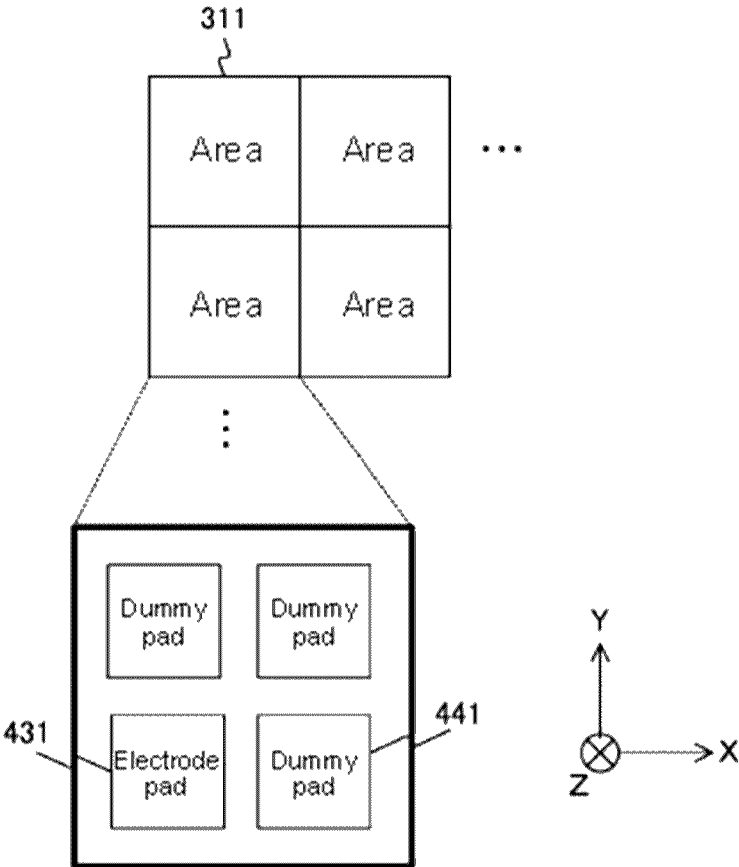 311
Area Area ...
Area Area
Dummy Dummy
pad pad
431 441
Electrode Dummy
pad pad
Y
X
Z